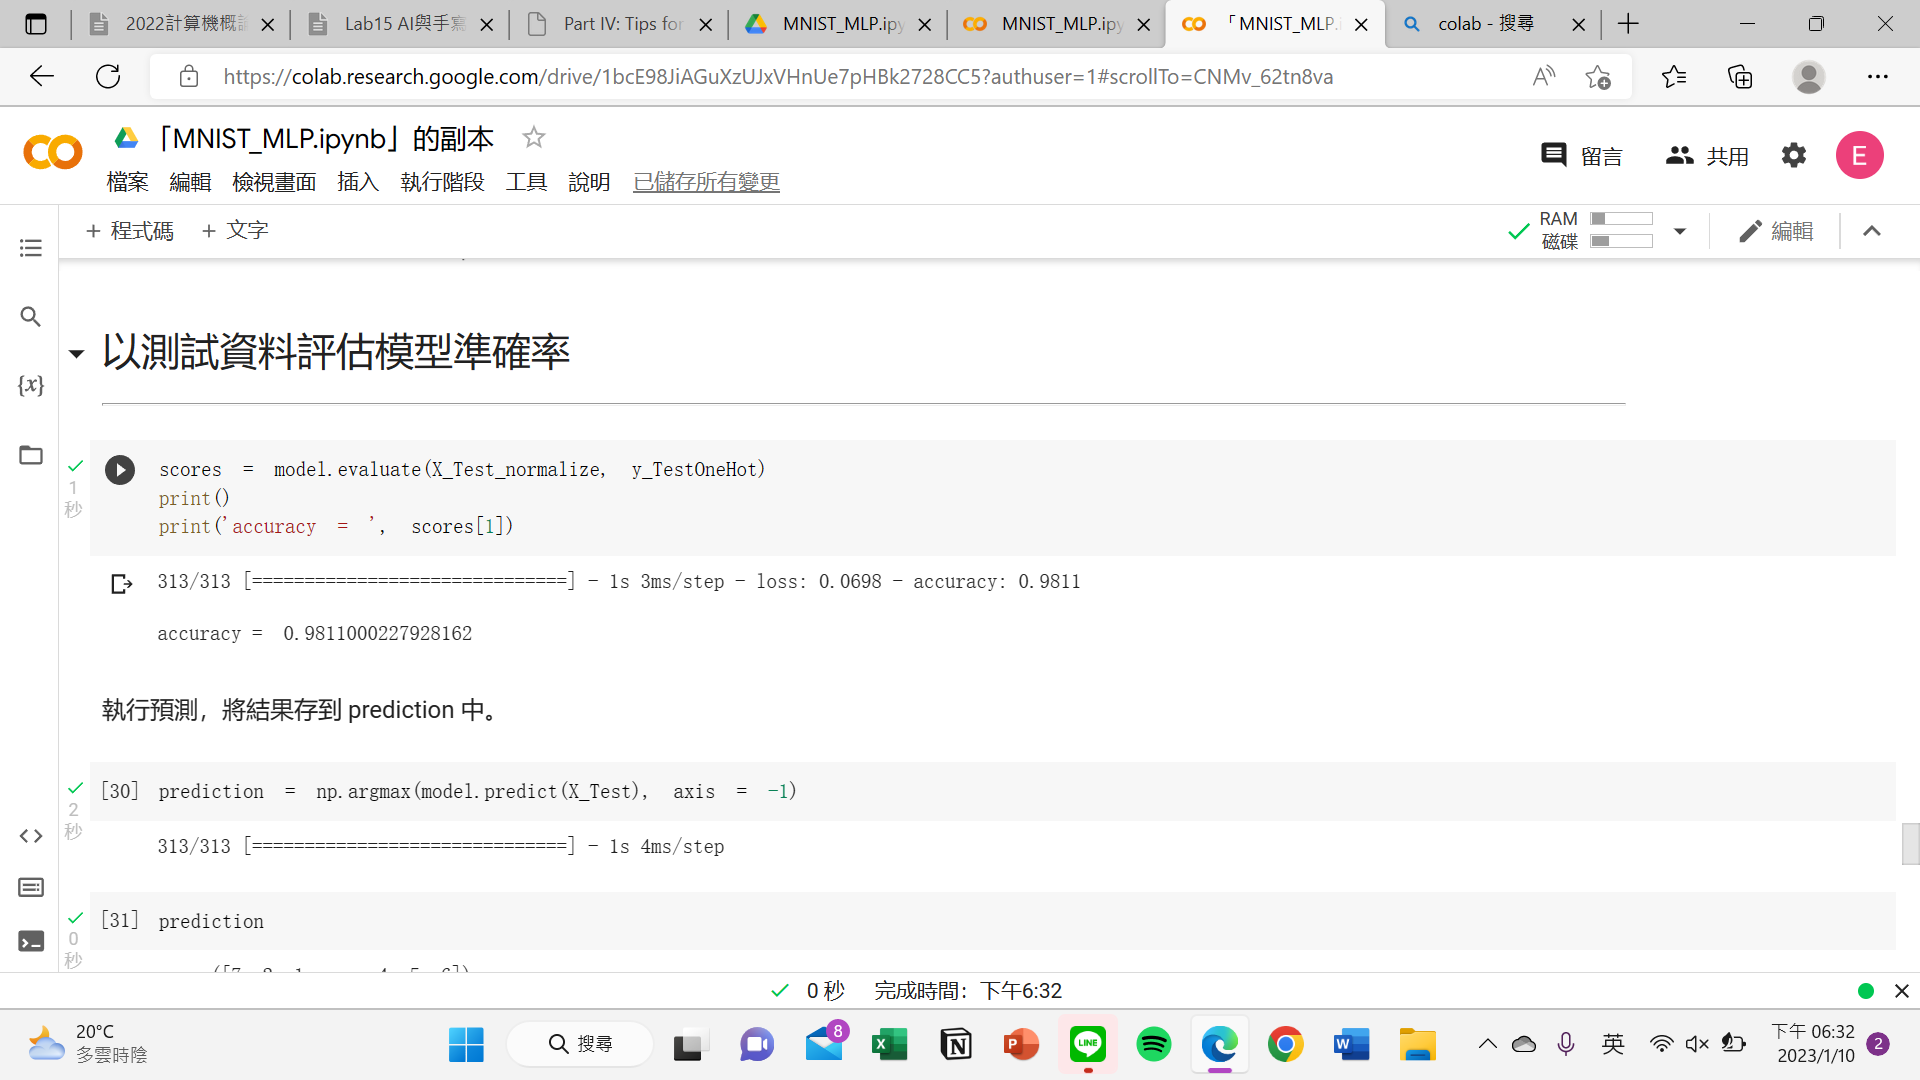 2022計算機概
Lab15 AI與手寫
Part IV: Tips for
MNIST_MLP.ipy
MNIST_MLP.ipy
「MNIST_MLP.i
colab - 搜尋
https://colab.research.google.com/drive/1bcE98JiAGuXzUJxVHnUe7pHBk2728CC5?authuser=1#scrollTo=CNMv_62tn8va
「MNIST_MLP.ipynb」的副本
留言 共用 E
檔案 編輯 檢視畫面 插入 執行階段 工具 說明 已儲存所有變更
+ 程式碼 + 文字
RAM
磁碟
編輯
以測試資料評估模型準確率
1
秒
scores = model.evaluate(X_Test_normalize, y_TestOneHot)
print()
print('accuracy = ', scores[1])
313/313 [==============================] - 1s 3ms/step - loss: 0.0698 - accuracy: 0.9811
accuracy = 0.9811000227928162
執行預測，將結果存到 prediction 中。
2
秒
[30] prediction = np.argmax(model.predict(X_Test), axis = -1)
313/313 [==============================] - 1s 4ms/step
0
秒
[31] prediction
0 秒 完成時間：下午6:32
20°C
多雲時陰
搜尋
8
LINE
英
下午 06:32
2023/1/10
2